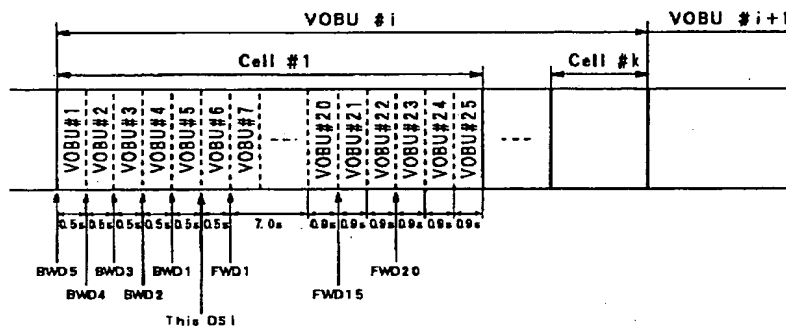 VOBU #i
VOBU #i+1
Cell #1
Cell #k
VOBU#1
VOBU#2
VOBU#3
VOBU#4
VOBU#5
VOBU#6
VOBU#7
VOBU#20
VOBU#21
VOBU#22
VOBU#23
VOBU#24
VOBU#25
0.5s 0.5s 0.5s 0.5s 0.5s 0.5s 7.0s 0.9s 0.9s 0.9s 0.9s 0.9s 0.9s
BWD5 BWD3 BWD1 FWD1 FWD20
BWD4 BWD2 FWD15
This DSI